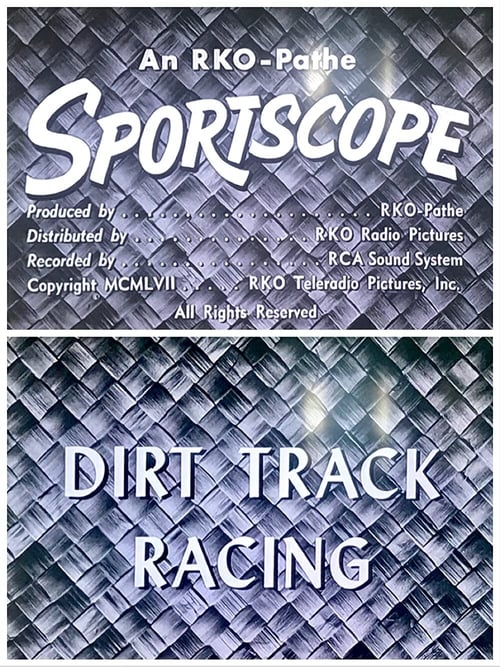 An RKO-Pathe
SPORTSCOPE
Produced by ........................ RKO-Pathe
Distributed by ................ RKO Radio Pictures
Recorded by .................. RCA Sound System
Copyright MCMLVII ..... RKO Teleradio Pictures, Inc.
All Rights Reserved
DIRT TRACK
RACING